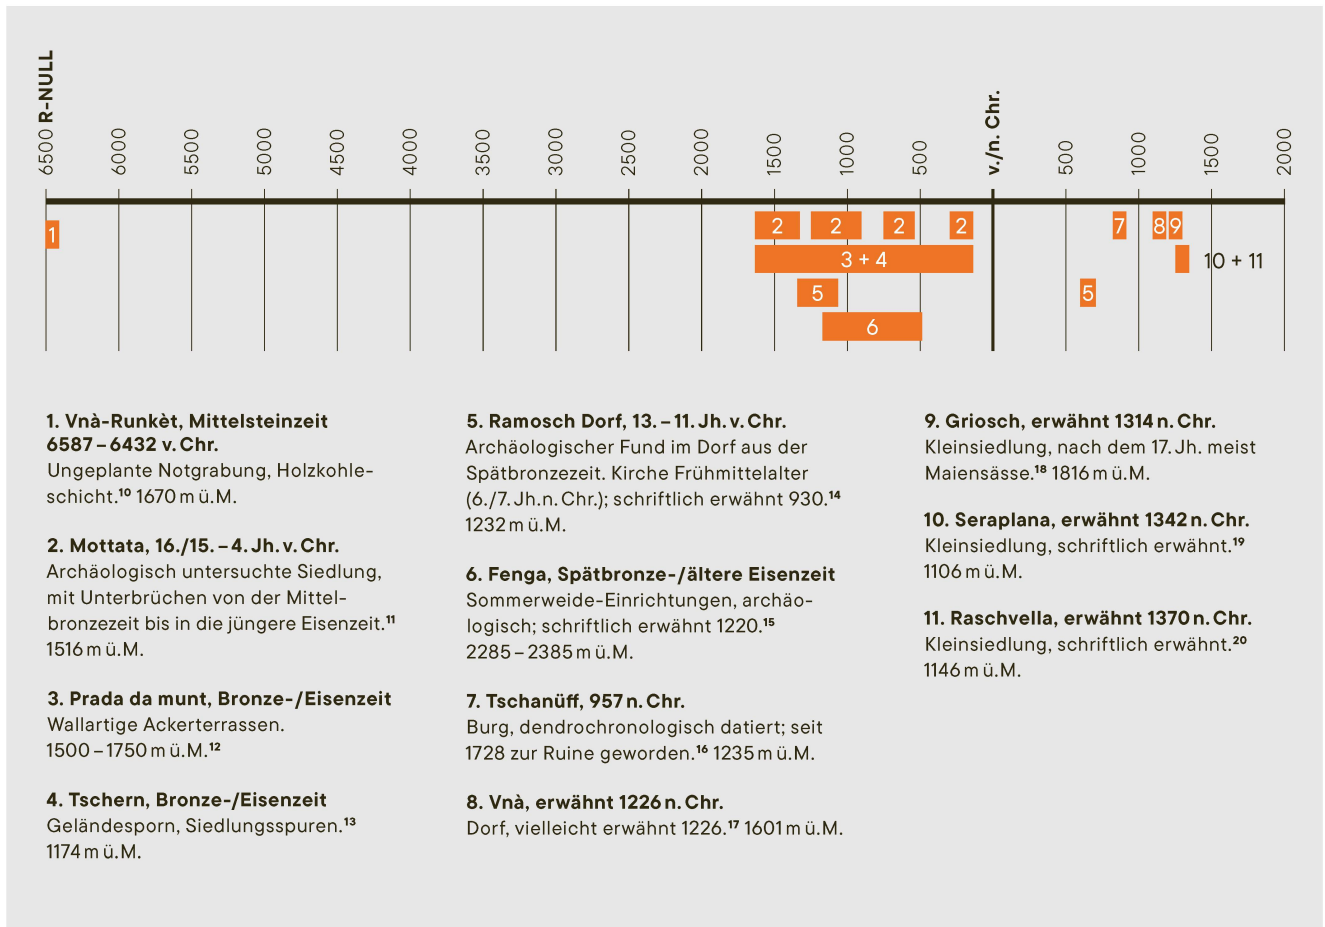 6500 R-NULL
6000
5500
5000
4500
4000
3500
3000
2500
2000
1500
1000
500
v./n. Chr.
500
1000
1500
2000
1
2
2
2
2
7
8
9
3 + 4
10 + 11
5
5
6
1. Vnà-Runkèt, Mittelsteinzeit
6587 – 6432 v. Chr.
Ungeplante Notgrabung, Holzkohle-
schicht.¹⁰ 1670 m ü. M.
2. Mottata, 16./15. – 4. Jh. v. Chr.
Archäologisch untersuchte Siedlung,
mit Unterbrüchen von der Mittel-
bronzezeit bis in die jüngere Eisenzeit.¹¹
1516 m ü. M.
3. Prada da munt, Bronze-/Eisenzeit
Wallartige Ackerterrassen.
1500 – 1750 m ü. M.¹²
4. Tschern, Bronze-/Eisenzeit
Geländesporn, Siedlungsspuren.¹³
1174 m ü. M.
5. Ramosch Dorf, 13. – 11. Jh. v. Chr.
Archäologischer Fund im Dorf aus der
Spätbronzezeit. Kirche Frühmittelalter
(6./7. Jh. n. Chr.); schriftlich erwähnt 930.¹⁴
1232 m ü. M.
6. Fenga, Spätbronze-/ältere Eisenzeit
Sommerweide-Einrichtungen, archäo-
logisch; schriftlich erwähnt 1220.¹⁵
2285 – 2385 m ü. M.
7. Tschanüff, 957 n. Chr.
Burg, dendrochronologisch datiert; seit
1728 zur Ruine geworden.¹⁶ 1235 m ü. M.
8. Vnà, erwähnt 1226 n. Chr.
Dorf, vielleicht erwähnt 1226.¹⁷ 1601 m ü. M.
9. Griosch, erwähnt 1314 n. Chr.
Kleinsiedlung, nach dem 17. Jh. meist
Maiensässe.¹⁸ 1816 m ü. M.
10. Seraplana, erwähnt 1342 n. Chr.
Kleinsiedlung, schriftlich erwähnt.¹⁹
1106 m ü. M.
11. Raschvella, erwähnt 1370 n. Chr.
Kleinsiedlung, schriftlich erwähnt.²⁰
1146 m ü. M.